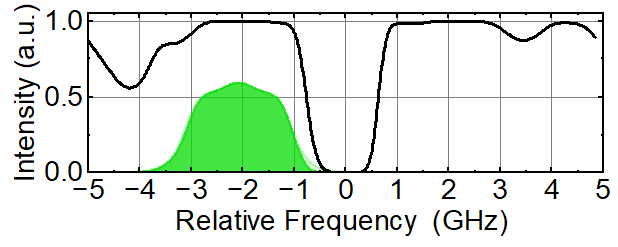 Intensity (a.u.)
1.0
0.5
0.0
−5 −4 −3 −2 −1 0 1 2 3 4 5
Relative Frequency (GHz)